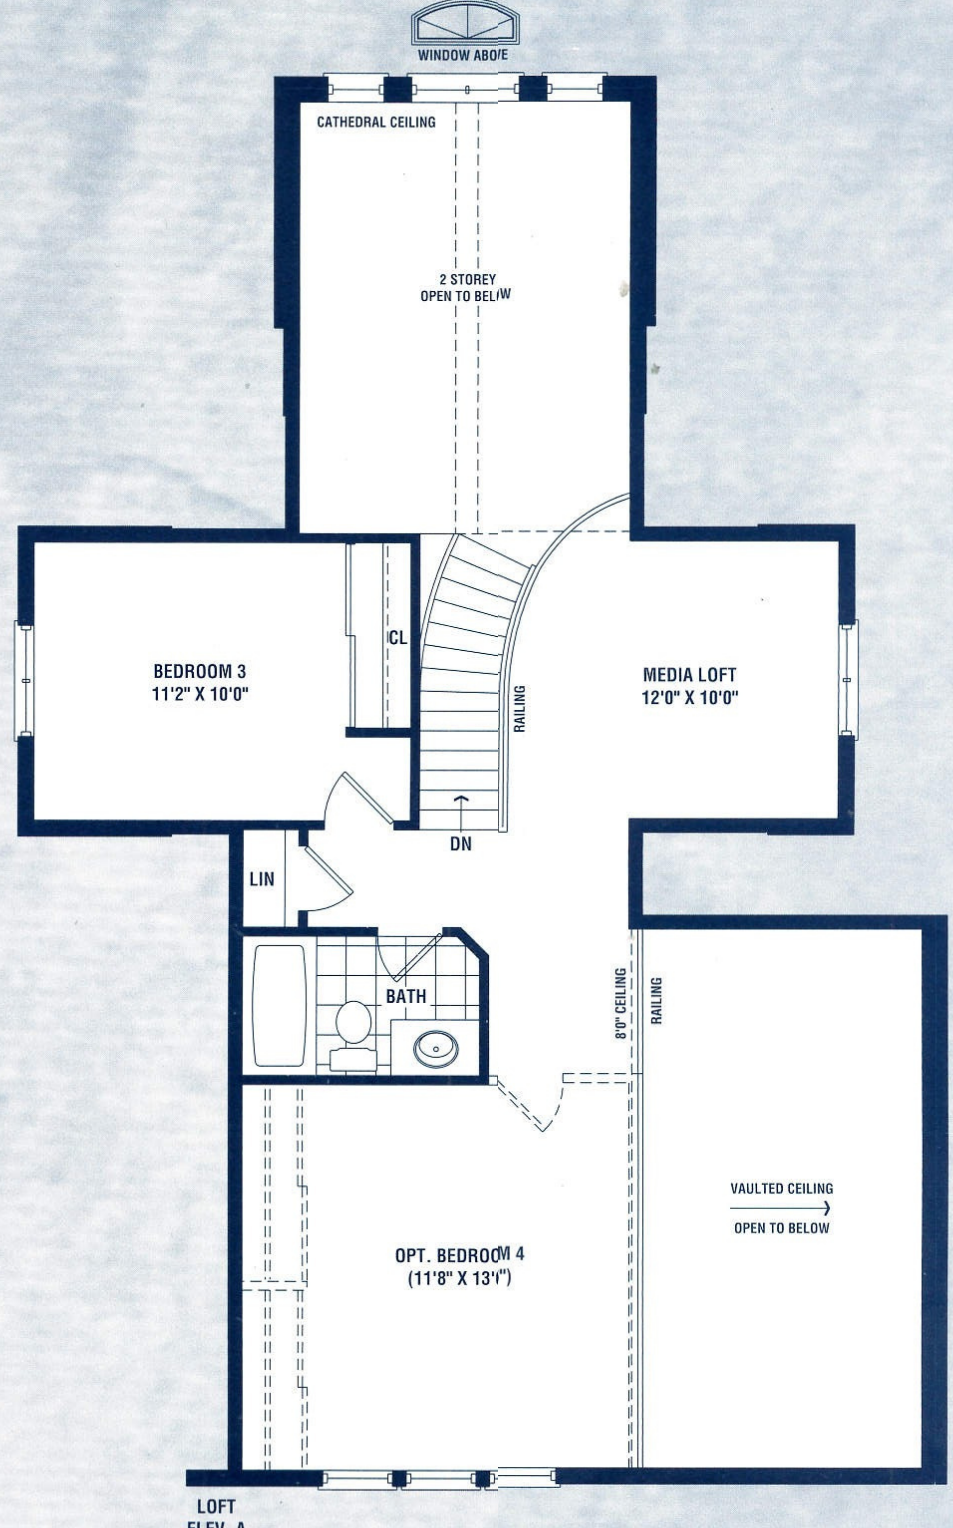 WINDOW ABOVE
CATHEDRAL CEILING
2 STOREY
OPEN TO BELOW
BEDROOM 3
11'2" X 10'0"
CL
RAILING
MEDIA LOFT
12'0" X 10'0"
DN
LIN
BATH
8'0" CEILING
RAILING
VAULTED CEILING
OPEN TO BELOW
OPT. BEDROOM 4
(11'8" X
LOFT
ELEV. A